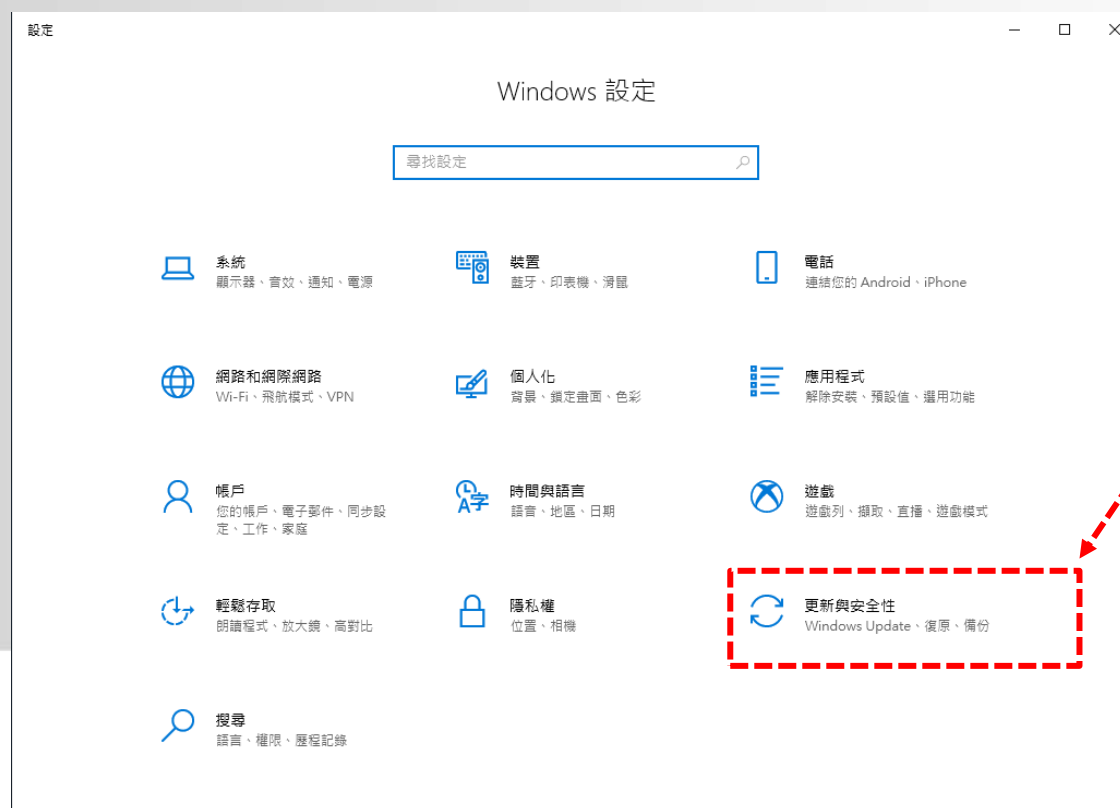 設定
Windows 設定
尋找設定
系統
顯示器、音效、通知、電源
裝置
藍牙、印表機、滑鼠
電話
連結您的 Android、iPhone
網路和網際網路
Wi-Fi、飛航模式、VPN
個人化
背景、鎖定畫面、色彩
應用程式
解除安裝、預設值、選用功能
帳戶
您的帳戶、電子郵件、同步設
定、工作、家庭
時間與語言
語音、地區、日期
遊戲
遊戲列、擷取、直播、遊戲模式
輕鬆存取
朗讀程式、放大鏡、高對比
隱私權
位置、相機
更新與安全性
Windows Update、復原、備份
搜尋
語言、權限、歷程記錄